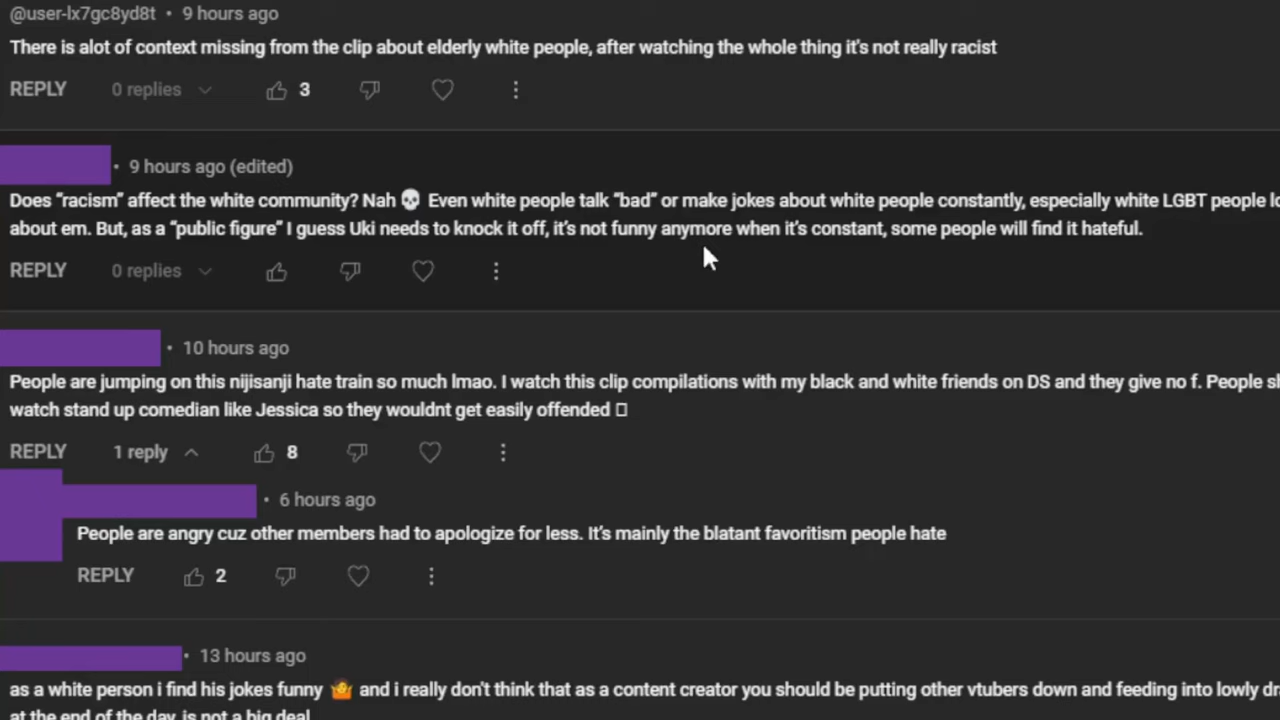 @user-lx7gc8yd8t • 9 hours ago
There is alot of context missing from the clip about elderly white people, after watching the whole thing it's not really racist
REPLY 0 replies 3
• 9 hours ago (edited)
Does “racism” affect the white community? Nah 💀 Even white people talk “bad” or make jokes about white people constantly, especially white LGBT people
about em. But, as a “public figure” I guess Uki needs to knock it off, it's not funny anymore when it's constant, some people will find it hateful.
REPLY 0 replies
• 10 hours ago
People are jumping on this nijisanji hate train so much lmao. I watch this clip compilations with my black and white friends on DS and they give no f. People
watch stand up comedian like Jessica so they wouldnt get easily offended
REPLY 1 reply 8
• 6 hours ago
People are angry cuz other members had to apologize for less. It's mainly the blatant favoritism people hate
REPLY 2
• 13 hours ago
as a white person i find his jokes funny 🤷 and i really don't think that as a content creator you should be putting other vtubers down and feeding into lowly
at the end of the day, is not a big deal